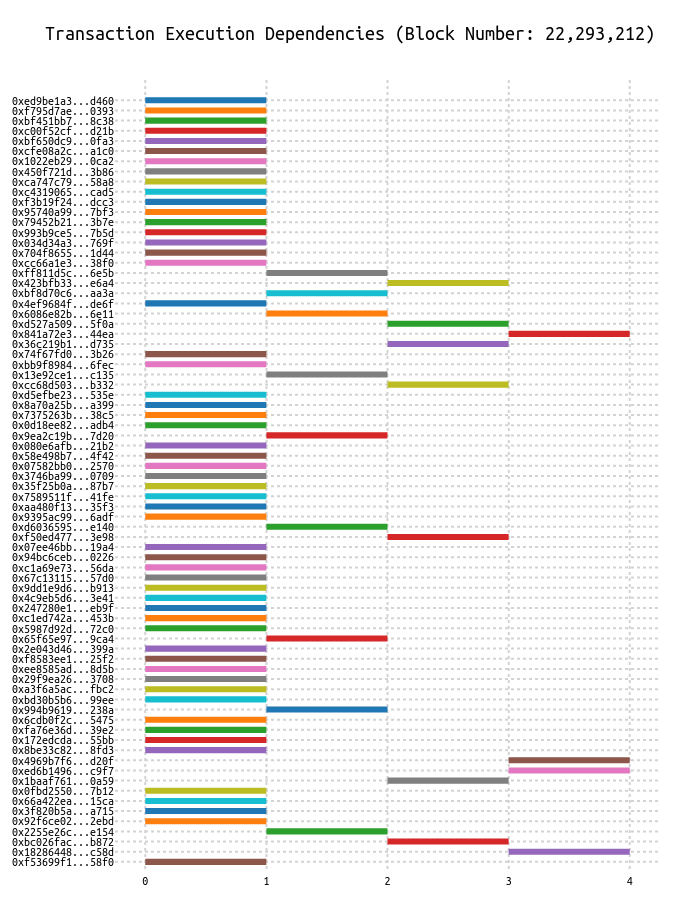 Transaction Execution Dependencies (Block Number: 22,293,212)
0xed9be1a3...d460
0xf795d7ae...0393
0xbf451bb7...8c38
0xc00f52cf...d21b
0xbf650dc9...0fa3
0xcfe08a2c...a1c0
0x1022eb29...0ca2
0x450f721d...3b86
0xca747c79...58a8
0xc4319065...cad5
0xf3b19f24...dcc3
0x95740a99...7bf3
0x79452b21...3b7e
0x993b9ce5...7b5d
0x034d34a3...769f
0x704f8655...1d44
0xcc66a1e3...38f0
0xff811d5c...6e5b
0x423bfb33...e6a4
0xbf8d70c6...aa3a
0x4ef9684f...de6f
0x6086e82b...6e11
0xd527a509...5f0a
0x841a72e3...44ea
0x36c219b1...d735
0x74f67fd0...3b26
0xbb9f8984...6fec
0x13e92ce1...c135
0xcc68d503...b332
0xd5efbe23...535e
0x8a70a25b...a399
0x7375263b...38c5
0x0d18ee82...adb4
0x9ea2c19b...7d20
0x080e6afb...21b2
0x58e498b7...4f42
0x07582bb0...2570
0x3746ba99...0709
0x35f25b0a...87b7
0x7589511f...41fe
0xaa480f13...35f3
0x9395ac99...6adf
0xd6036595...e140
0xf50ed477...3e98
0x07ee46bb...19a4
0x94bc6ceb...0226
0xc1a69e73...56da
0x67c13115...57d0
0x9dd1e9d6...b913
0x4c9eb5d6...3e41
0x247280e1...eb9f
0xc1ed742a...453b
0x5987d92d...72c0
0x65f65e97...9ca4
0x2e043d46...399a
0xf8583ee1...25f2
0xee8585ad...8d5b
0x29f9ea26...3708
0xa3f6a5ac...fbc2
0xbd30b5b6...99ee
0x994b9619...238a
0x6cdb0f2c...5475
0xfa76e36d...39e2
0x172edcda...55bb
0x8be33c82...8fd3
0x4969b7f6...d20f
0xed6b1496...c9f7
0x1baaf761...0a59
0x0fbd2550...7b12
0x66a422ea...15ca
0x3f820b5a...a715
0x92f6ce02...2ebd
0x2255e26c...e154
0xbc026fac...b872
0x18286448...c58d
0xf53699f1...58f0
0 1 2 3 4